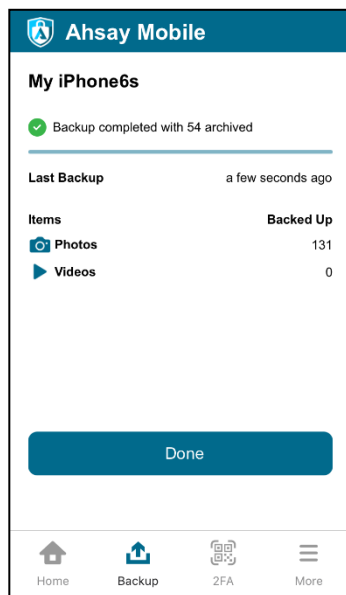 Ahsay Mobile
My iPhone6s
Backup completed with 54 archived
Last Backup a few seconds ago
Items Backed Up
Photos 131
Videos 0
Done
Home Backup 2FA More